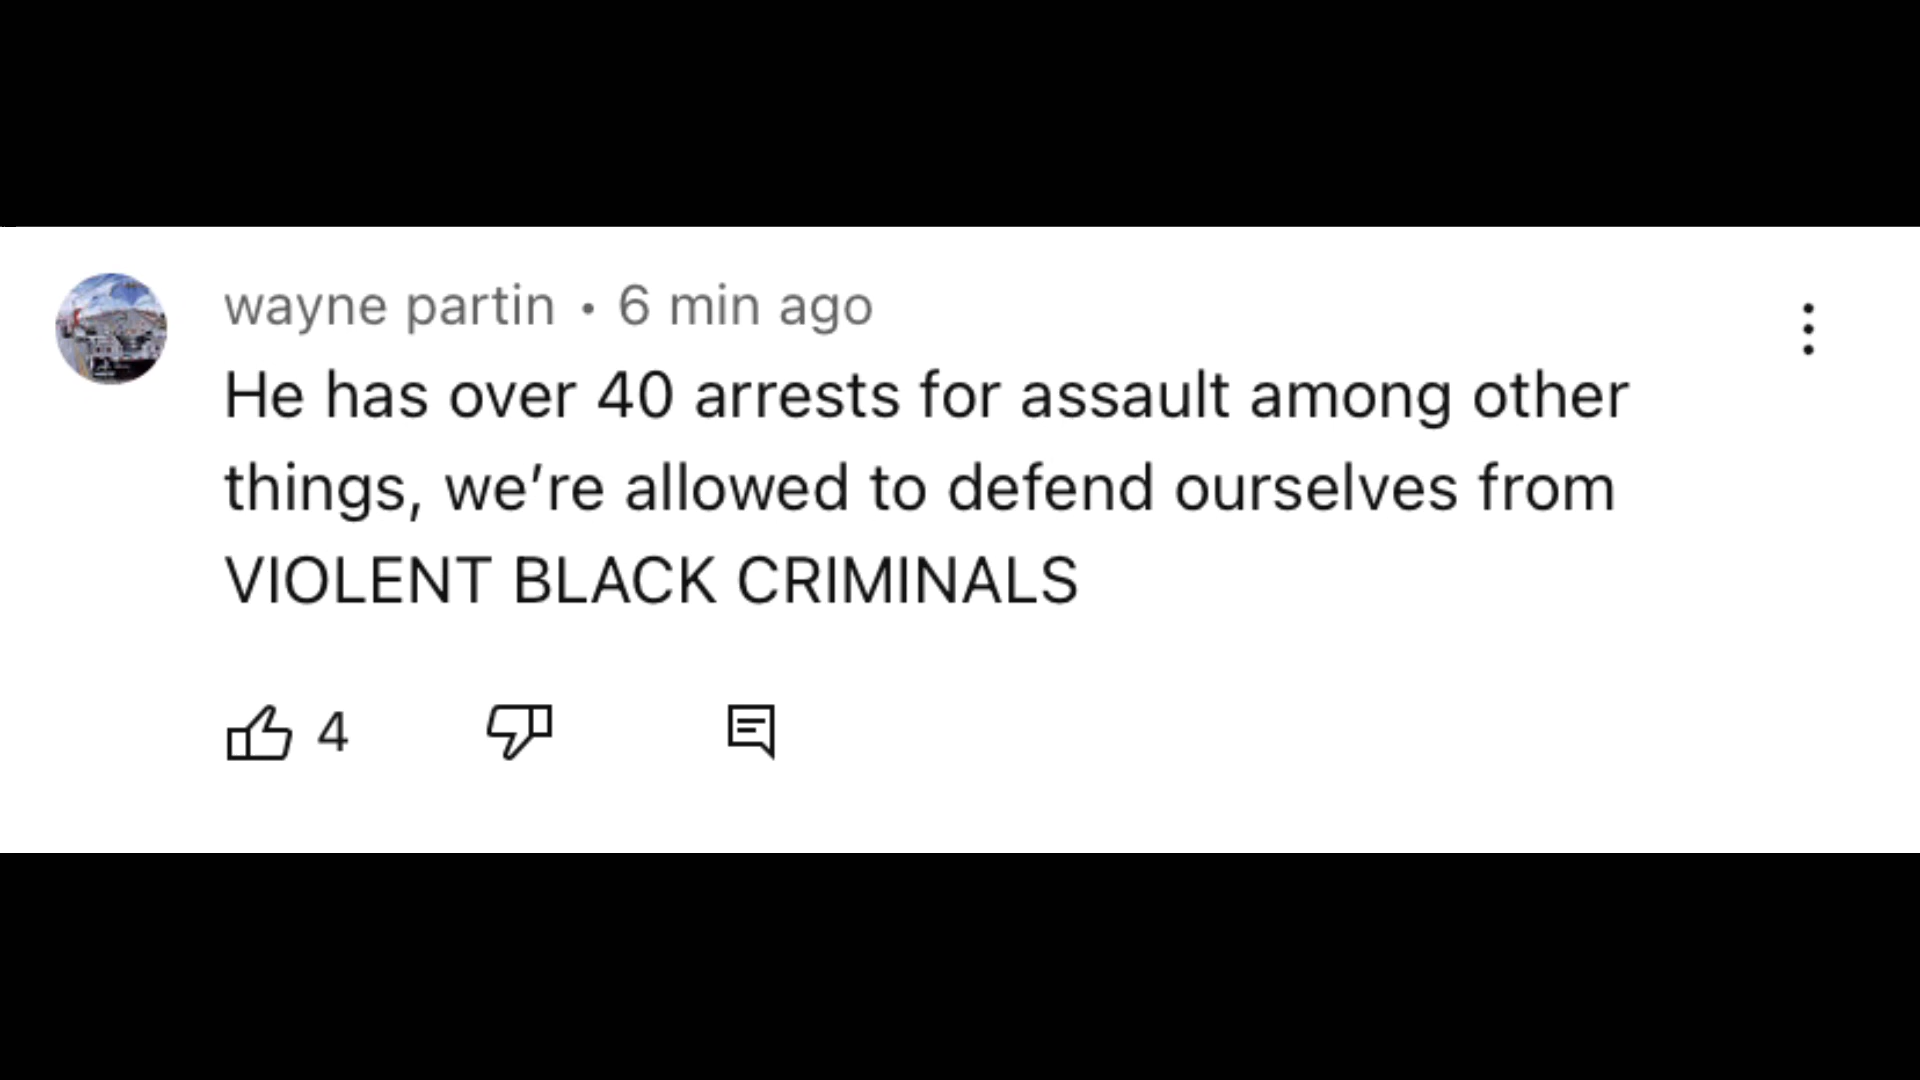 wayne partin • 6 min ago
He has over 40 arrests for assault among other
things, we’re allowed to defend ourselves from
VIOLENT BLACK CRIMINALS
4